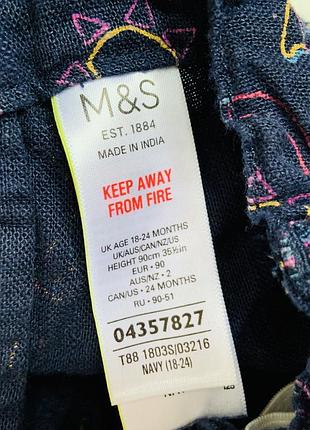 M&S
EST. 1884
MADE IN INDIA
KEEP AWAY
FROM FIRE
UK AGE 18-24 MONTHS
UK/AUS/CAN/NZ/US
HEIGHT 90cm 35½in
EUR • 90
AUS/NZ • 2
CAN/US • 24 MONTHS
RU • 90-51
04357827
T88 1803S/03216
NAVY (18-24)